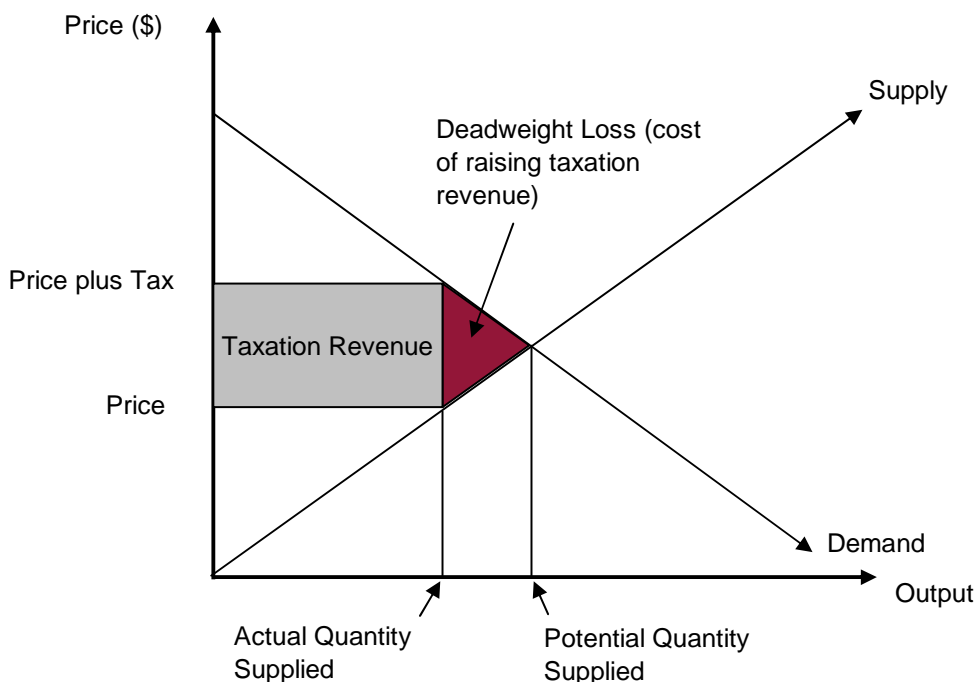 Price ($)
Supply
Deadweight Loss (cost
of raising taxation
revenue)
Price plus Tax
Taxation Revenue
Price
Demand
Output
Actual Quantity
Supplied
Potential Quantity
Supplied